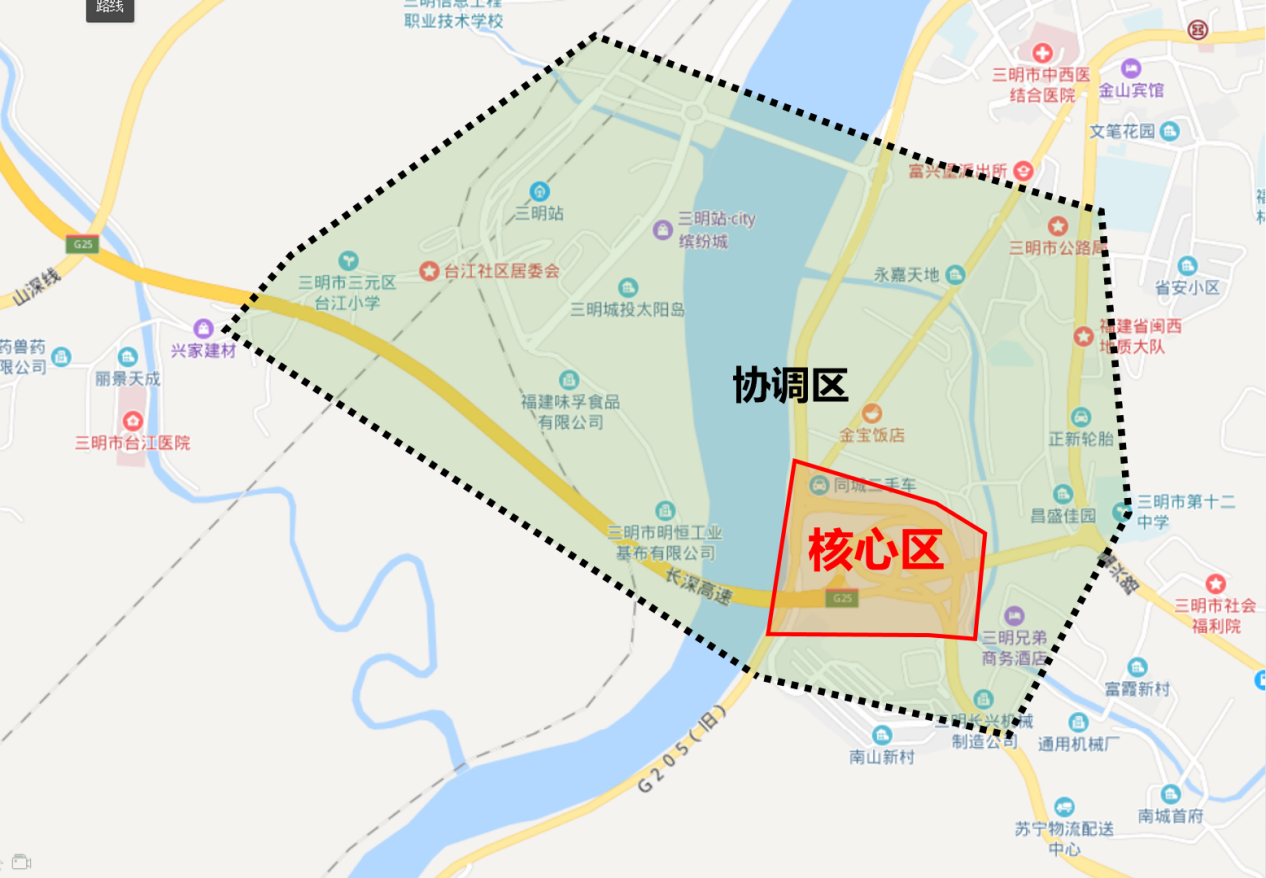 路线
三明信息工程
职业技术学校
三明市中西医
结合医院
金山宾馆
文笔花园
富兴堡派出所
三明站
三明站·city
缤纷城
三明市公路局
G25
山深线
台江社区居委会
三明市三元区
台江小学
永嘉天地
省安小区
三明城投太阳岛
兴家建材
福建省闽西
地质大队
药兽药
限公司
丽景天成
协调区
福建味孚食品
有限公司
金宝饭店
正新轮胎
三明市台江医院
同城二手车
昌盛佳园
三明市第十二
中学
三明市明恒工业
基布有限公司
核心区
长深高速
G25
富兴路
三明市社会
福利院
三明兄弟
商务酒店
富霞新村
G205(旧)
三明长兴机械
制造公司
通用机械厂
南山新村
南城首府
苏宁物流配送
中心